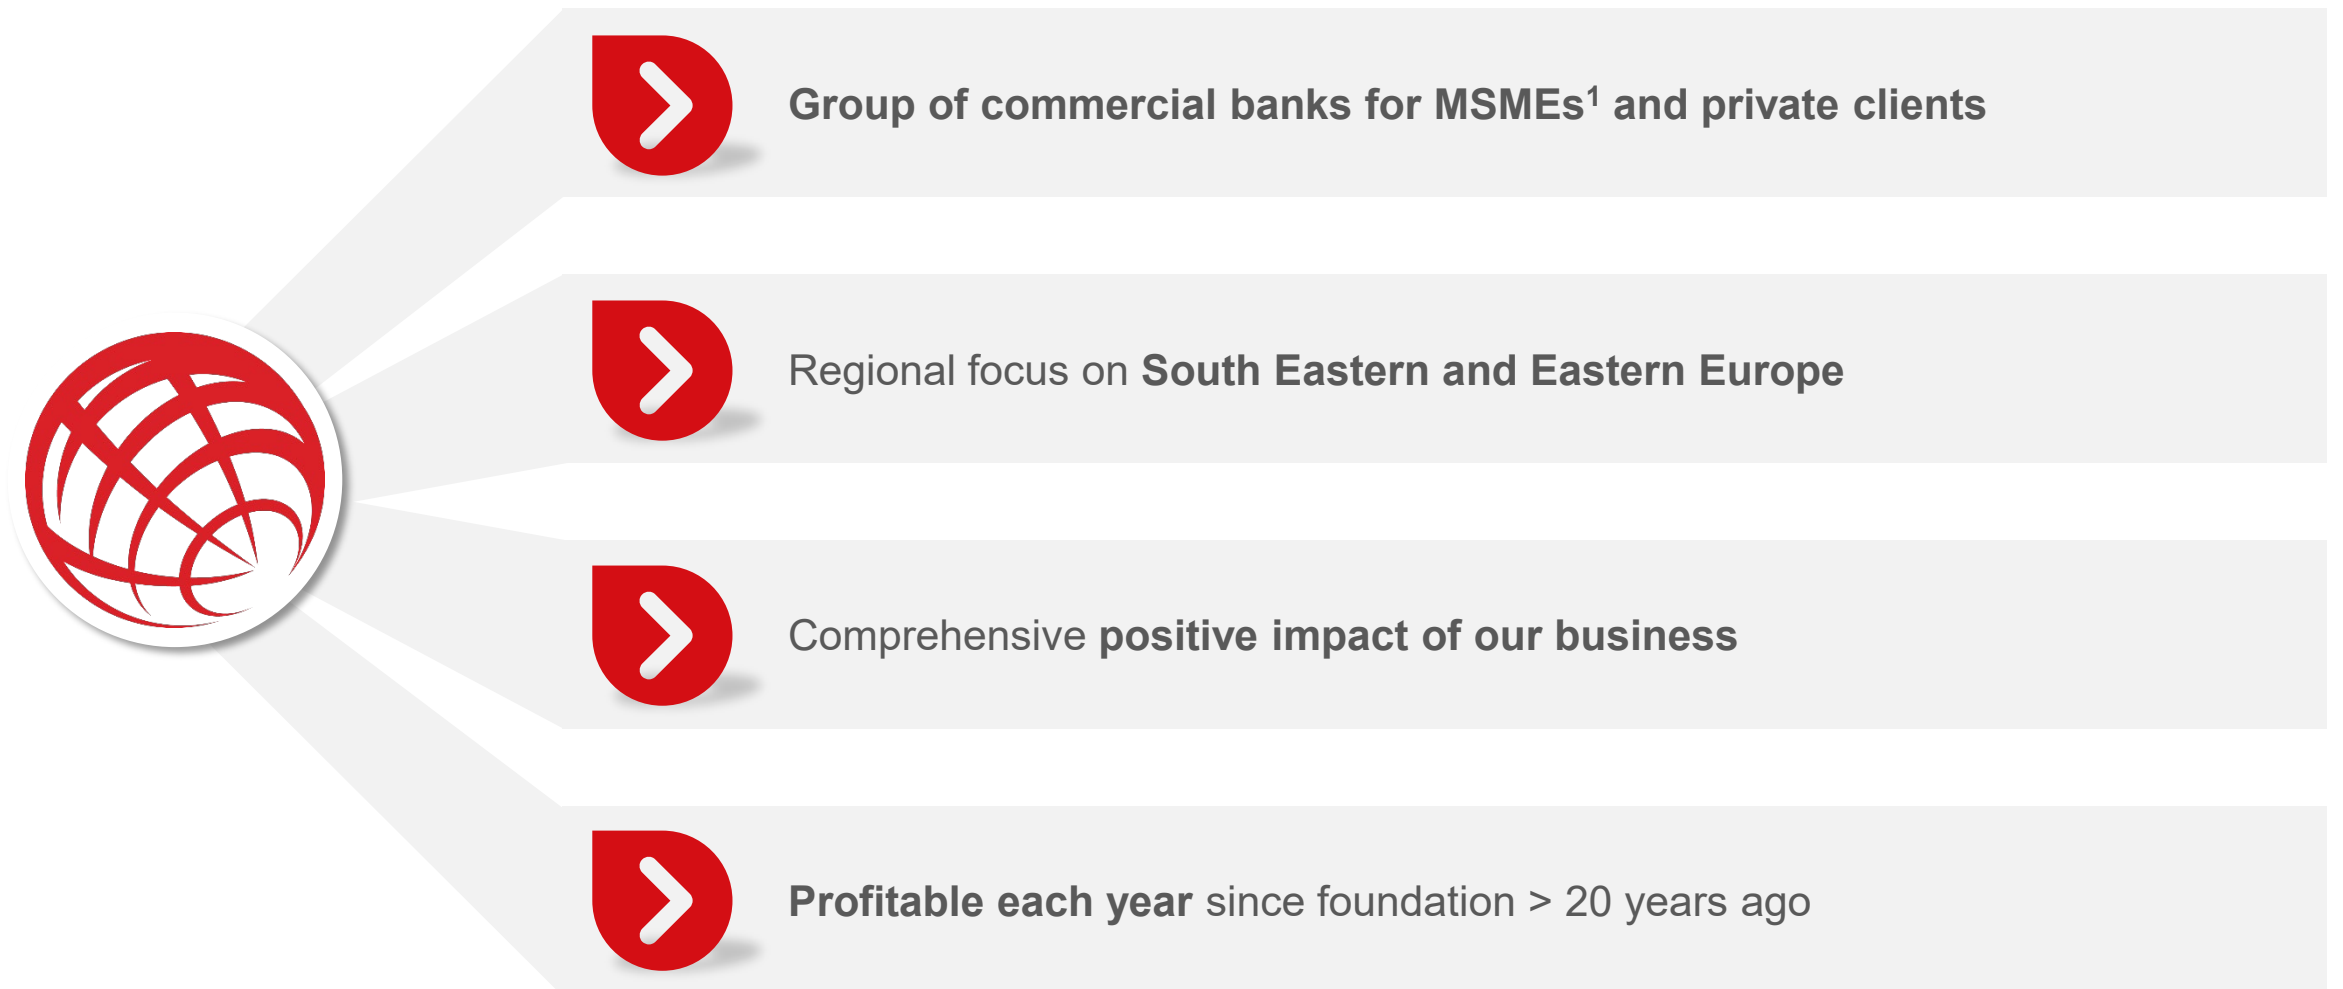 Group of commercial banks for MSMEs¹ and private clients
Regional focus on South Eastern and Eastern Europe
Comprehensive positive impact of our business
Profitable each year since foundation > 20 years ago